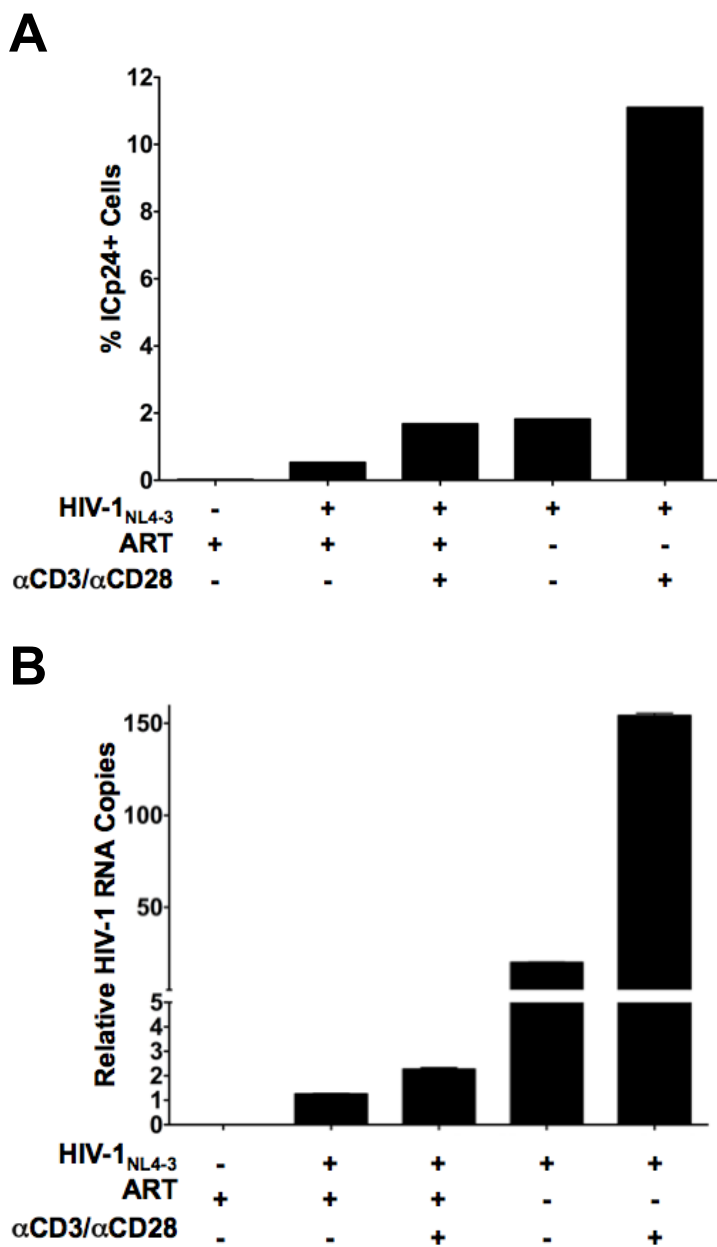 A
12
10
8
6
4
2
0
% ICp24+ Cells
HIV-1NL4-3 - + + + +
ART + + + - -
αCD3/αCD28 - - + - +
B
150
100
50
5
4
3
2
1
0
Relative HIV-1 RNA Copies
HIV-1NL4-3 - + + + +
ART + + + - -
αCD3/αCD28 - - + - +